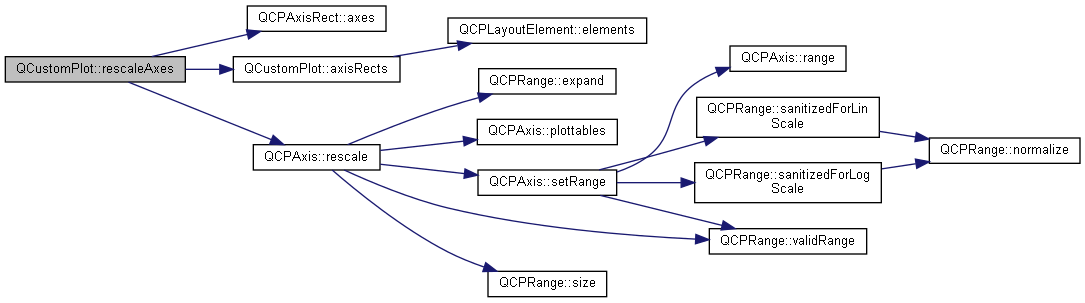 QCustomPlot::rescaleAxes
QCPAxisRect::axes
QCustomPlot::axisRects
QCPLayoutElement::elements
QCPAxis::rescale
QCPRange::expand
QCPAxis::plottables
QCPAxis::setRange
QCPAxis::range
QCPRange::sanitizedForLin
Scale
QCPRange::sanitizedForLog
Scale
QCPRange::normalize
QCPRange::validRange
QCPRange::size